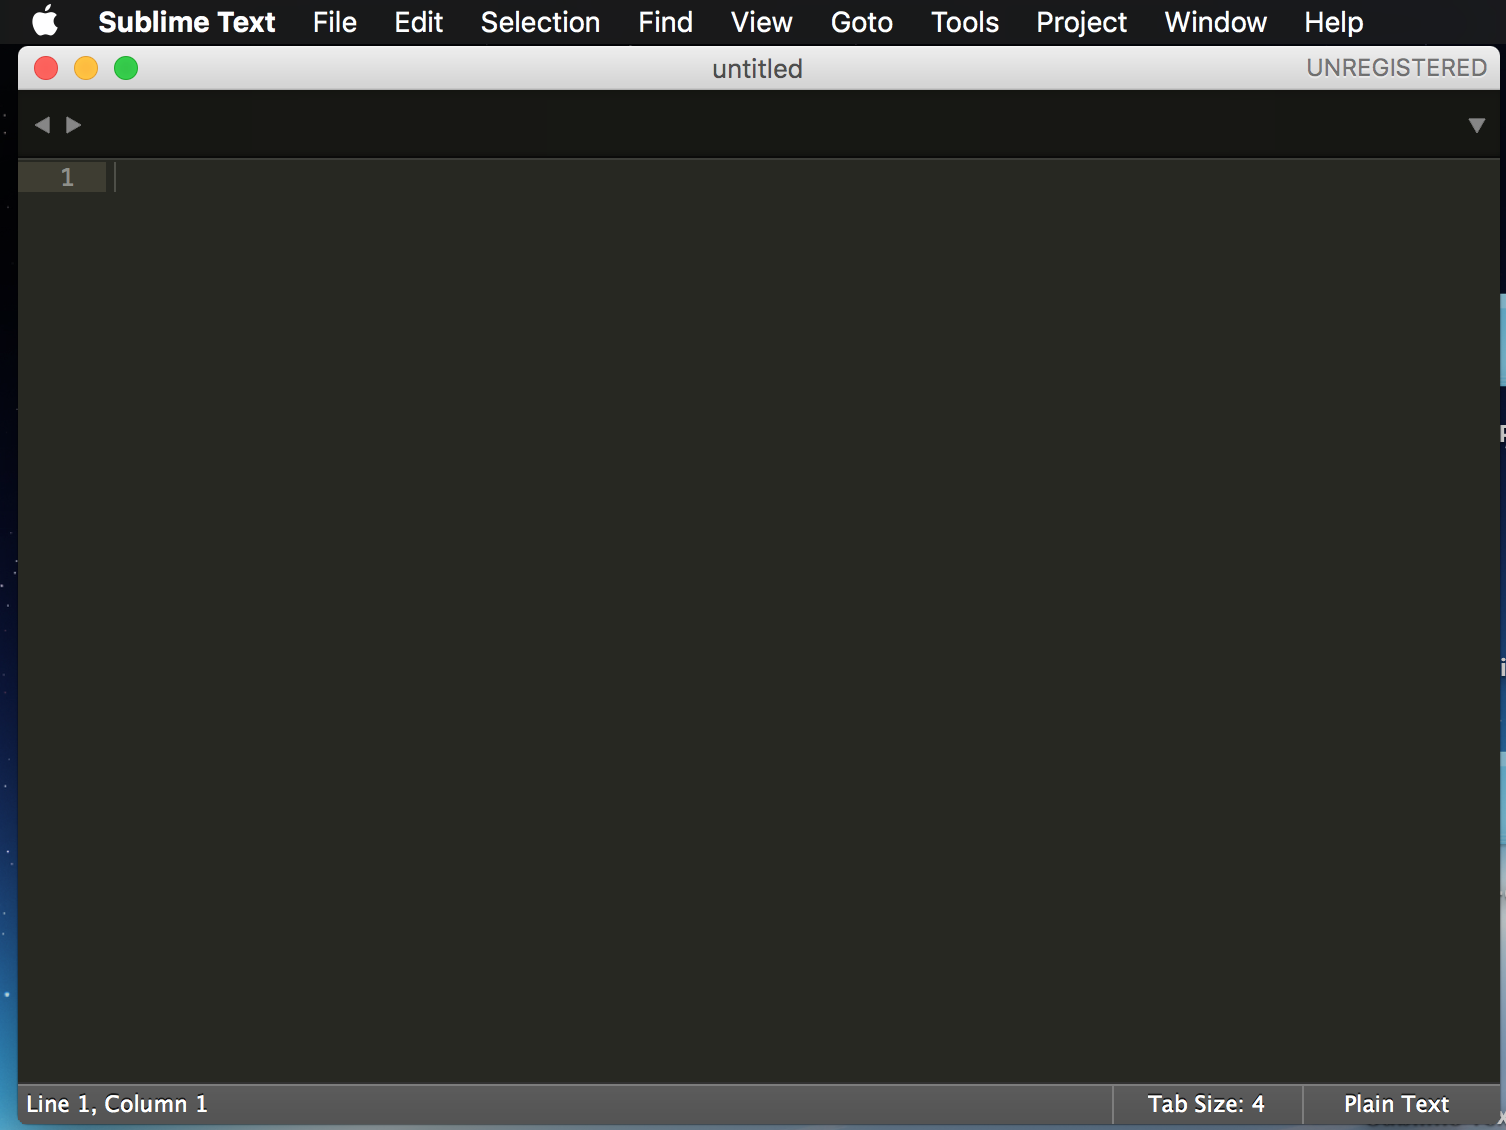 Sublime Text File Edit Selection Find View Goto Tools Project Window Help
untitled UNREGISTERED
1
Line 1, Column 1 Tab Size: 4 Plain Text